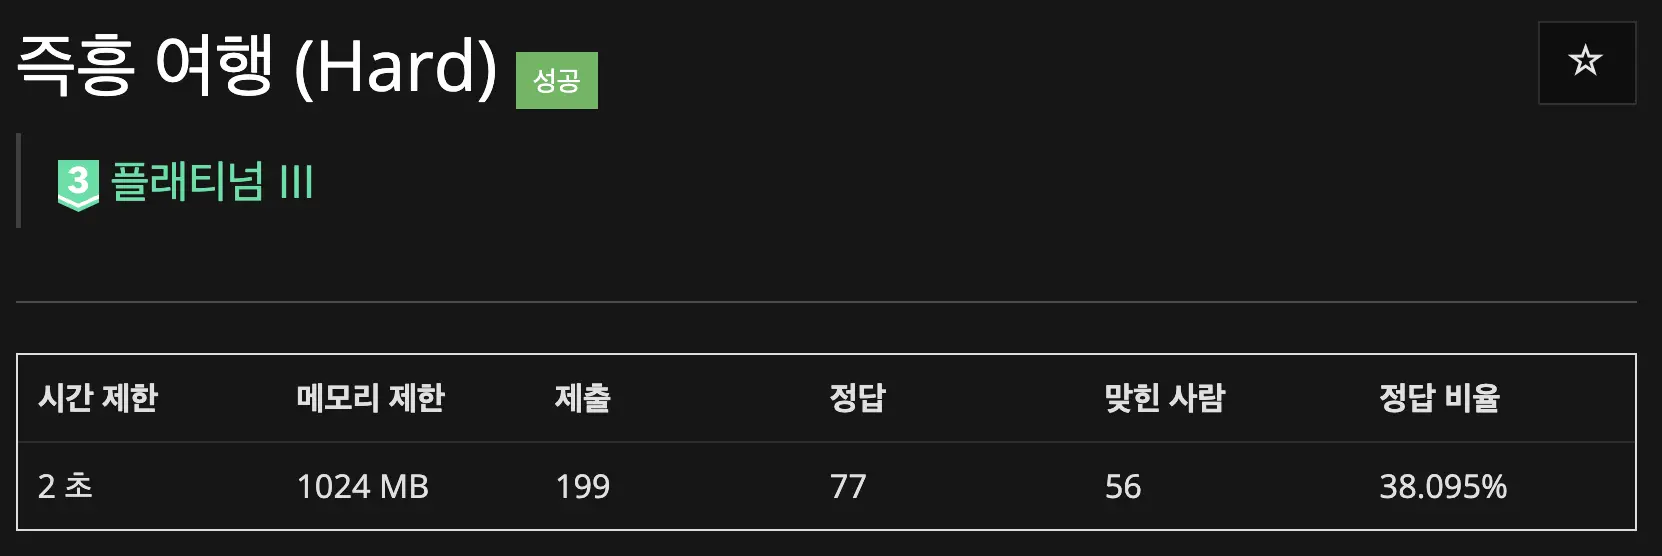 즉흥 여행 (Hard) 성공
3 플래티넘 III
시간 제한 메모리 제한 제출 정답 맞힌 사람 정답 비율
2 초 1024 MB 199 77 56 38.095%